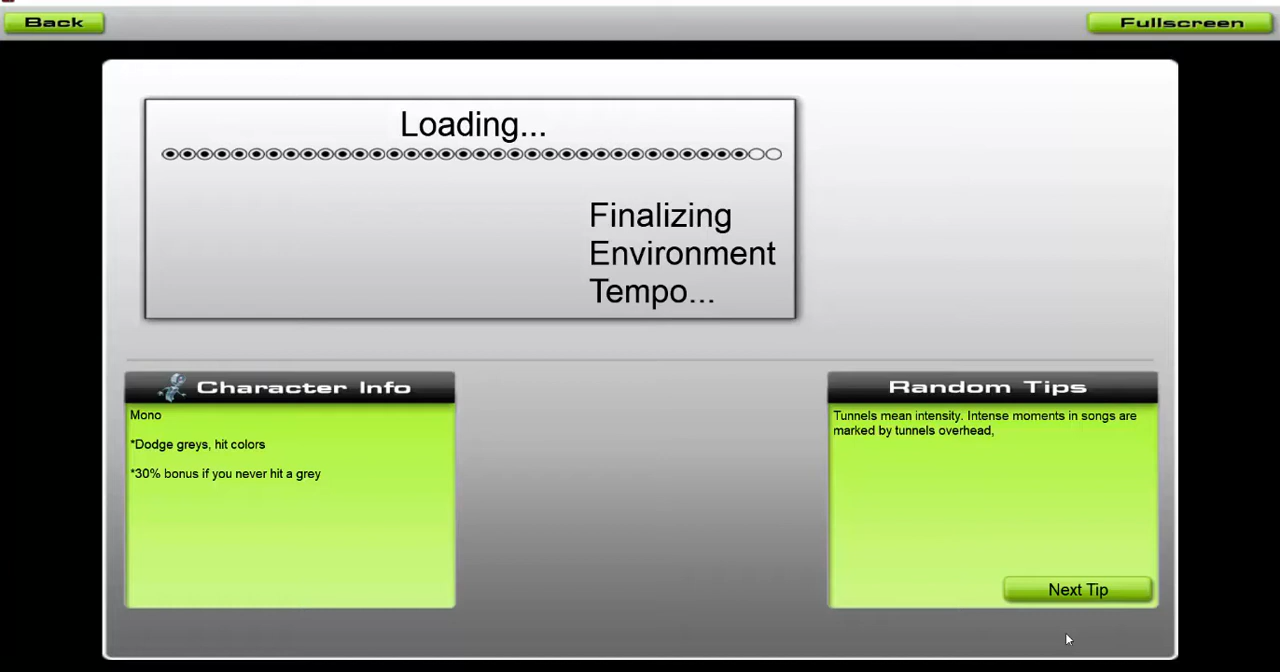 Back
Fullscreen
Loading...
Finalizing
Environment
Tempo...
Character Info
Mono
*Dodge greys, hit colors
*30% bonus if you never hit a grey
Random Tips
Tunnels mean intensity. Intense moments in songs are
marked by tunnels overhead,
Next Tip